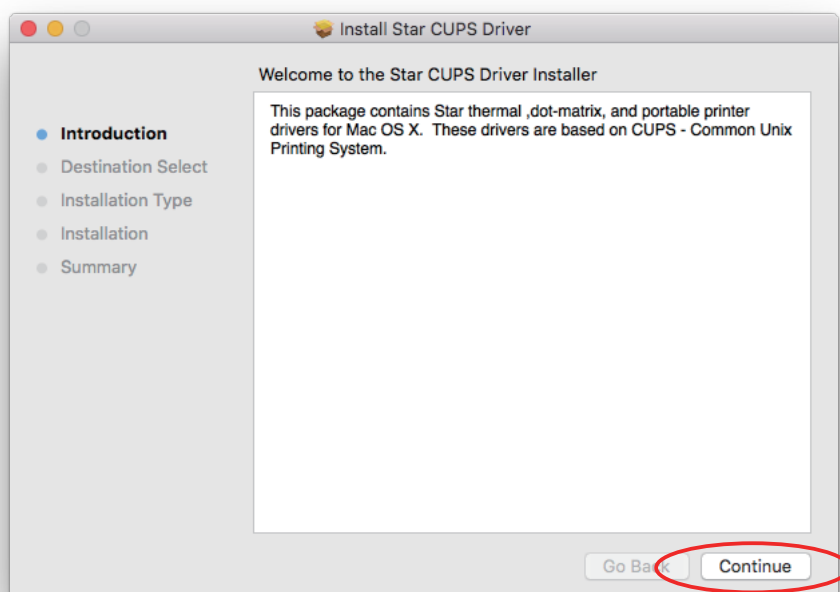 Install Star CUPS Driver
Welcome to the Star CUPS Driver Installer
Introduction
Destination Select
Installation Type
Installation
Summary
This package contains Star thermal ,dot-matrix, and portable printer
drivers for Mac OS X.  These drivers are based on CUPS - Common Unix
Printing System.
Go Back
Continue